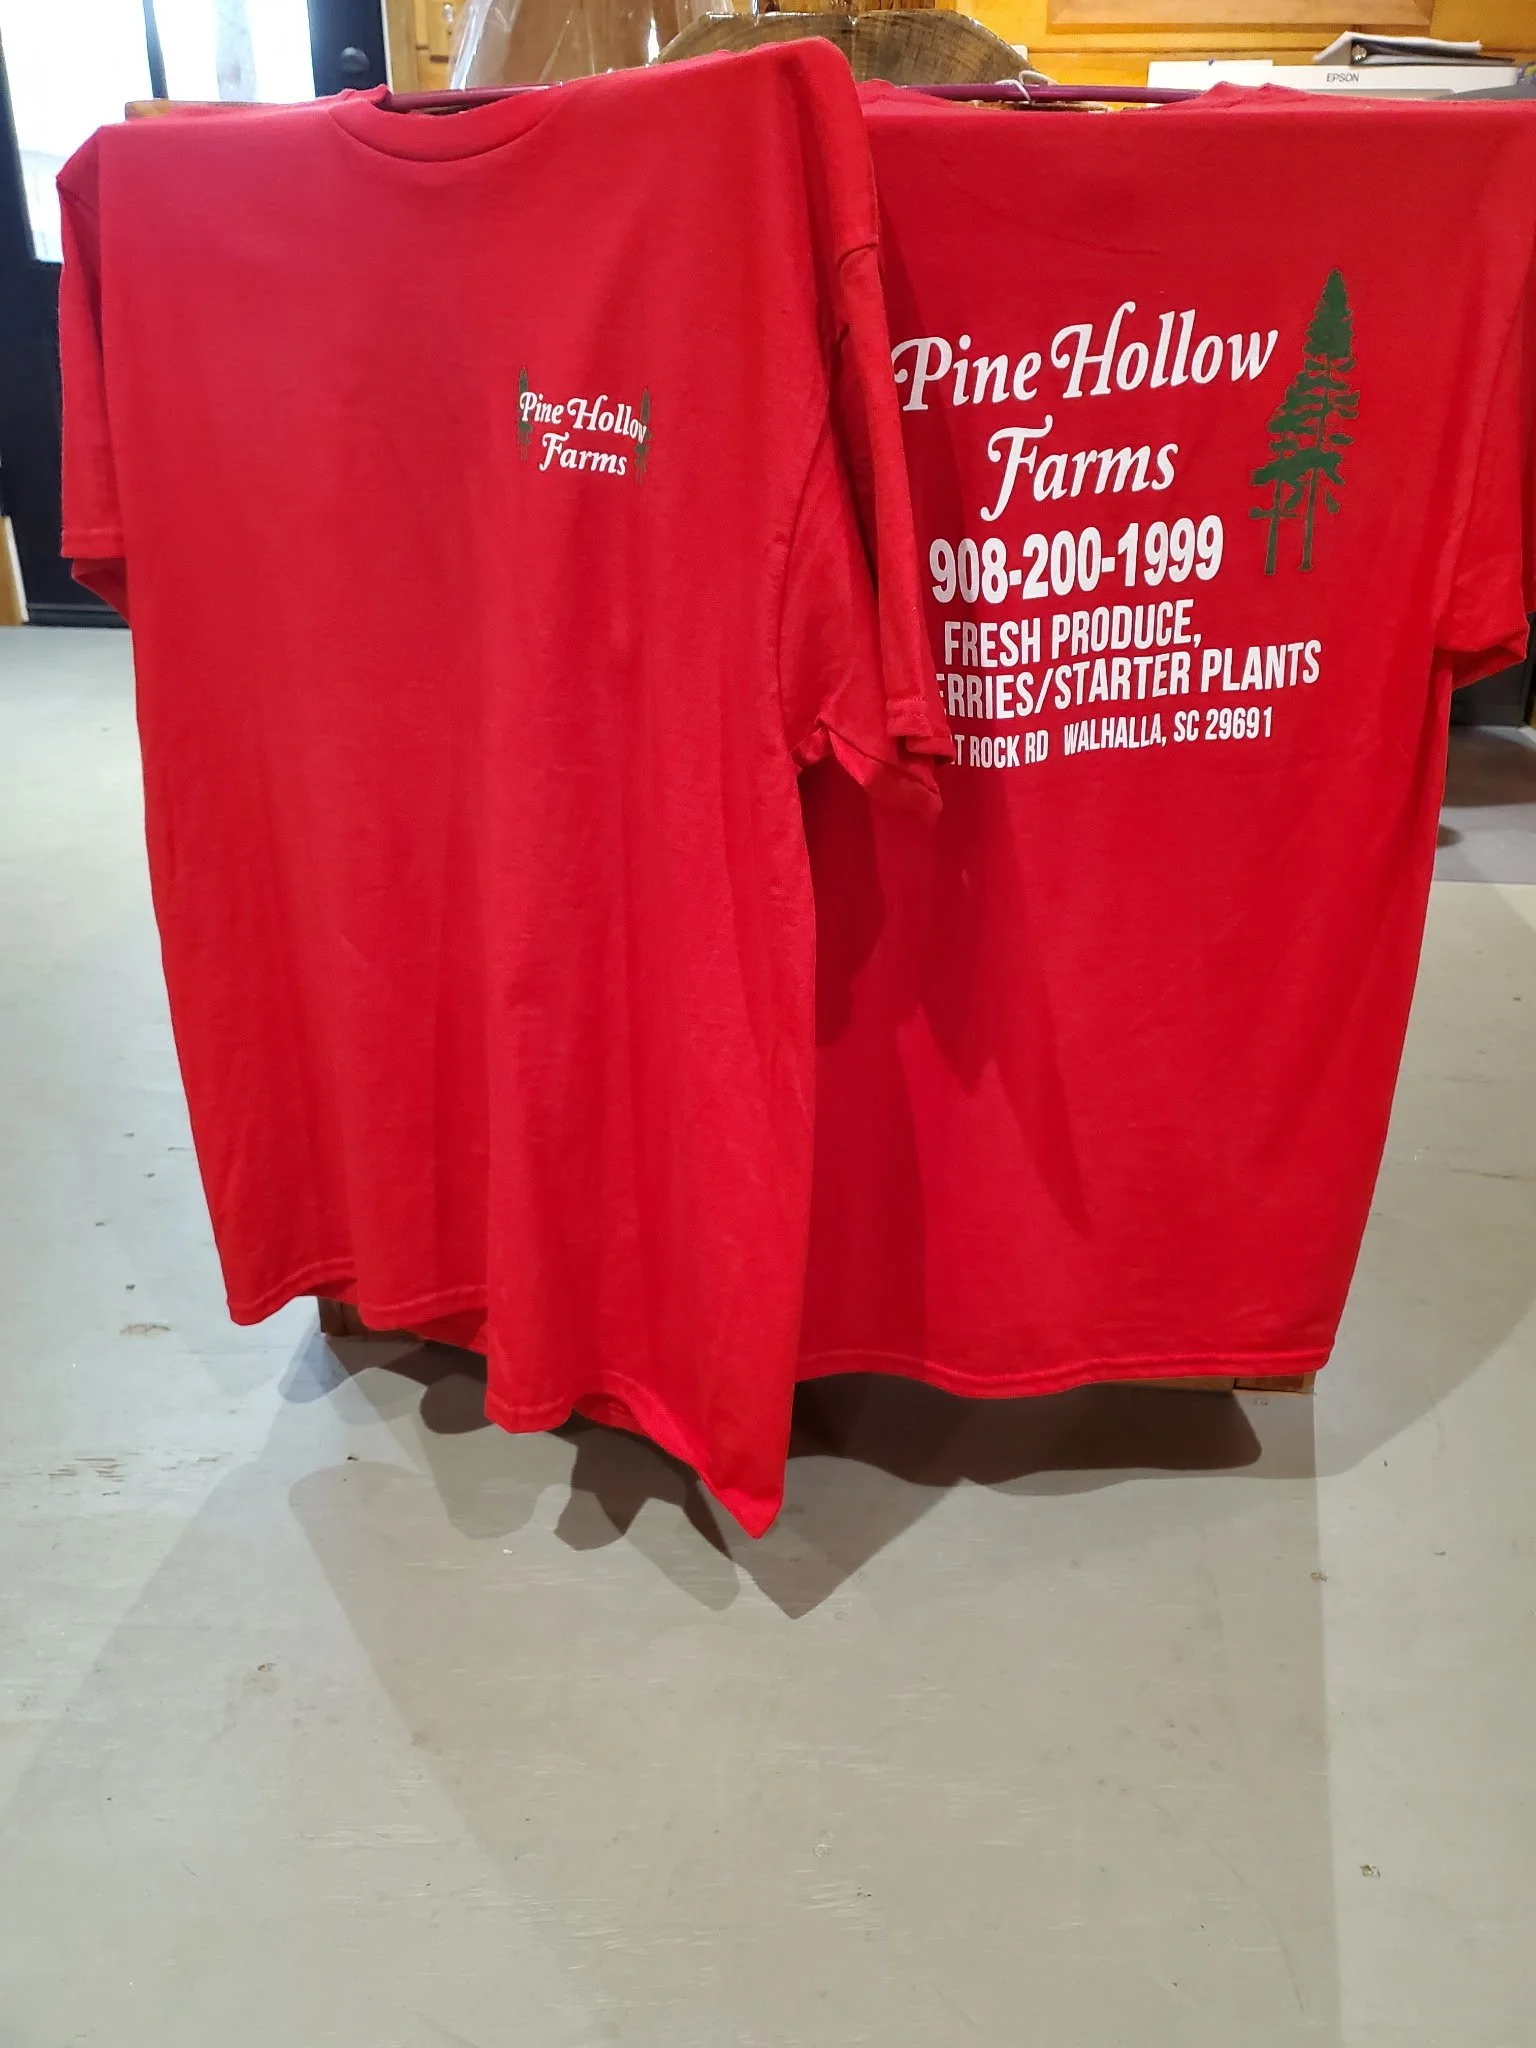 Pine Hollow
Farms
EPSON
Pine Hollow
Farms
908-200-1999
FRESH PRODUCE,
ERRIES/STARTER PLANTS
T ROCK RD WALHALLA, SC 29691